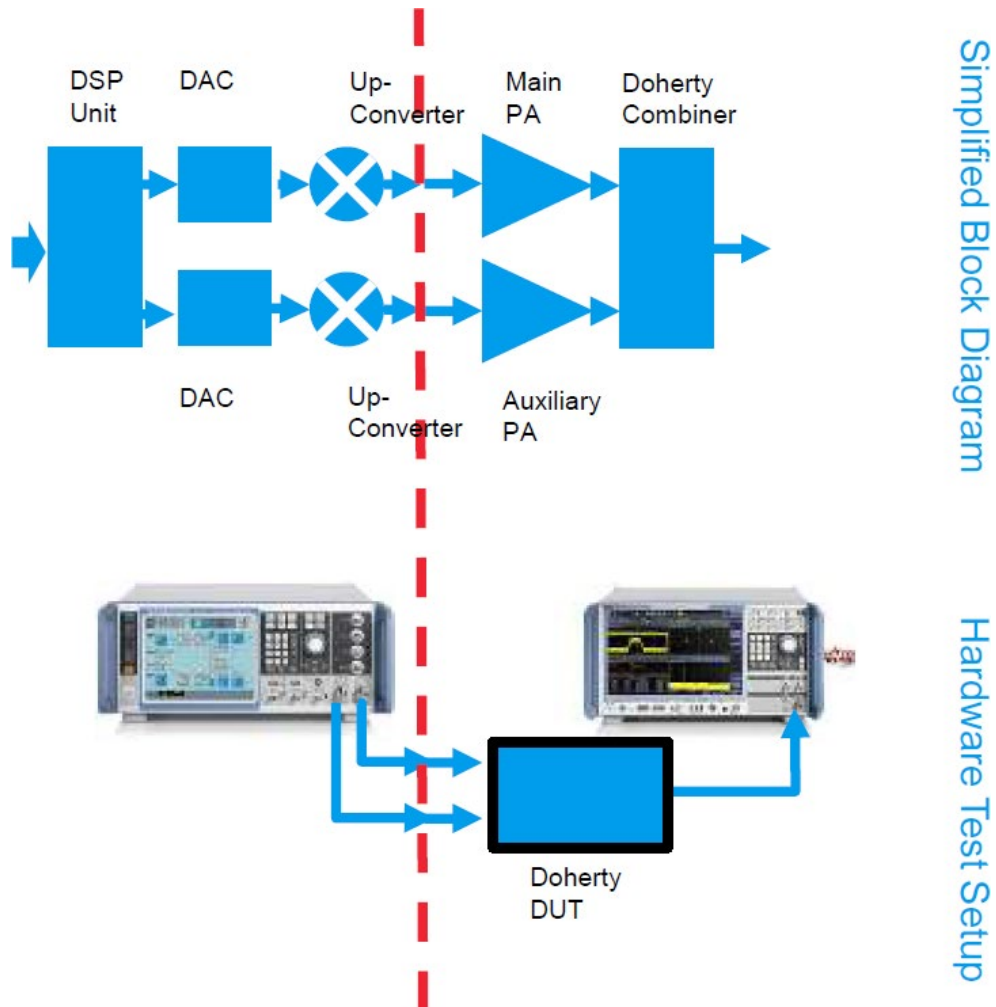 DSP
Unit
DAC
Up-
Converter
Main
PA
Doherty
Combiner
DAC
Up-
Converter
Auxiliary
PA
Simplified Block Diagram
Doherty
DUT
Hardware Test Setup